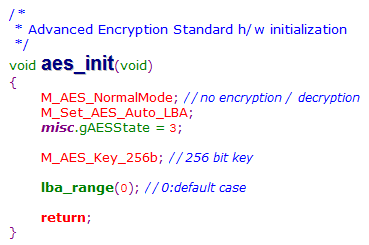 /*
* Advanced Encryption Standard h/w initialization
*/
void aes_init(void)
{
M_AES_NormalMode; //no encryption / decryption
M_Set_AES_Auto_LBA;
misc.gAESState = 3;
M_AES_Key_256b; //256 bit key
lba_range(0); //0:default case
return;
}